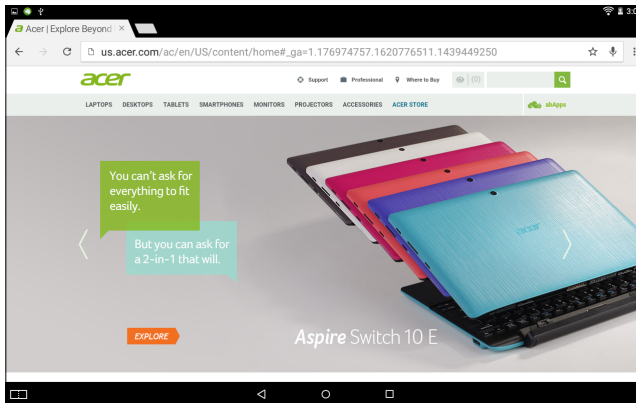 3:0
Acer | Explore Beyond
us.acer.com/ac/en/US/content/home#_ga=1.176974757.1620776511.1439449250
acer
Support Professional Where to Buy (0)
LAPTOPS DESKTOPS TABLETS SMARTPHONES MONITORS PROJECTORS ACCESSORIES ACER STORE abApps
You can't ask for
everything to fit
easily.
But you can ask for
a 2-in-1 that will.
acer
EXPLORE
Aspire Switch 10 E